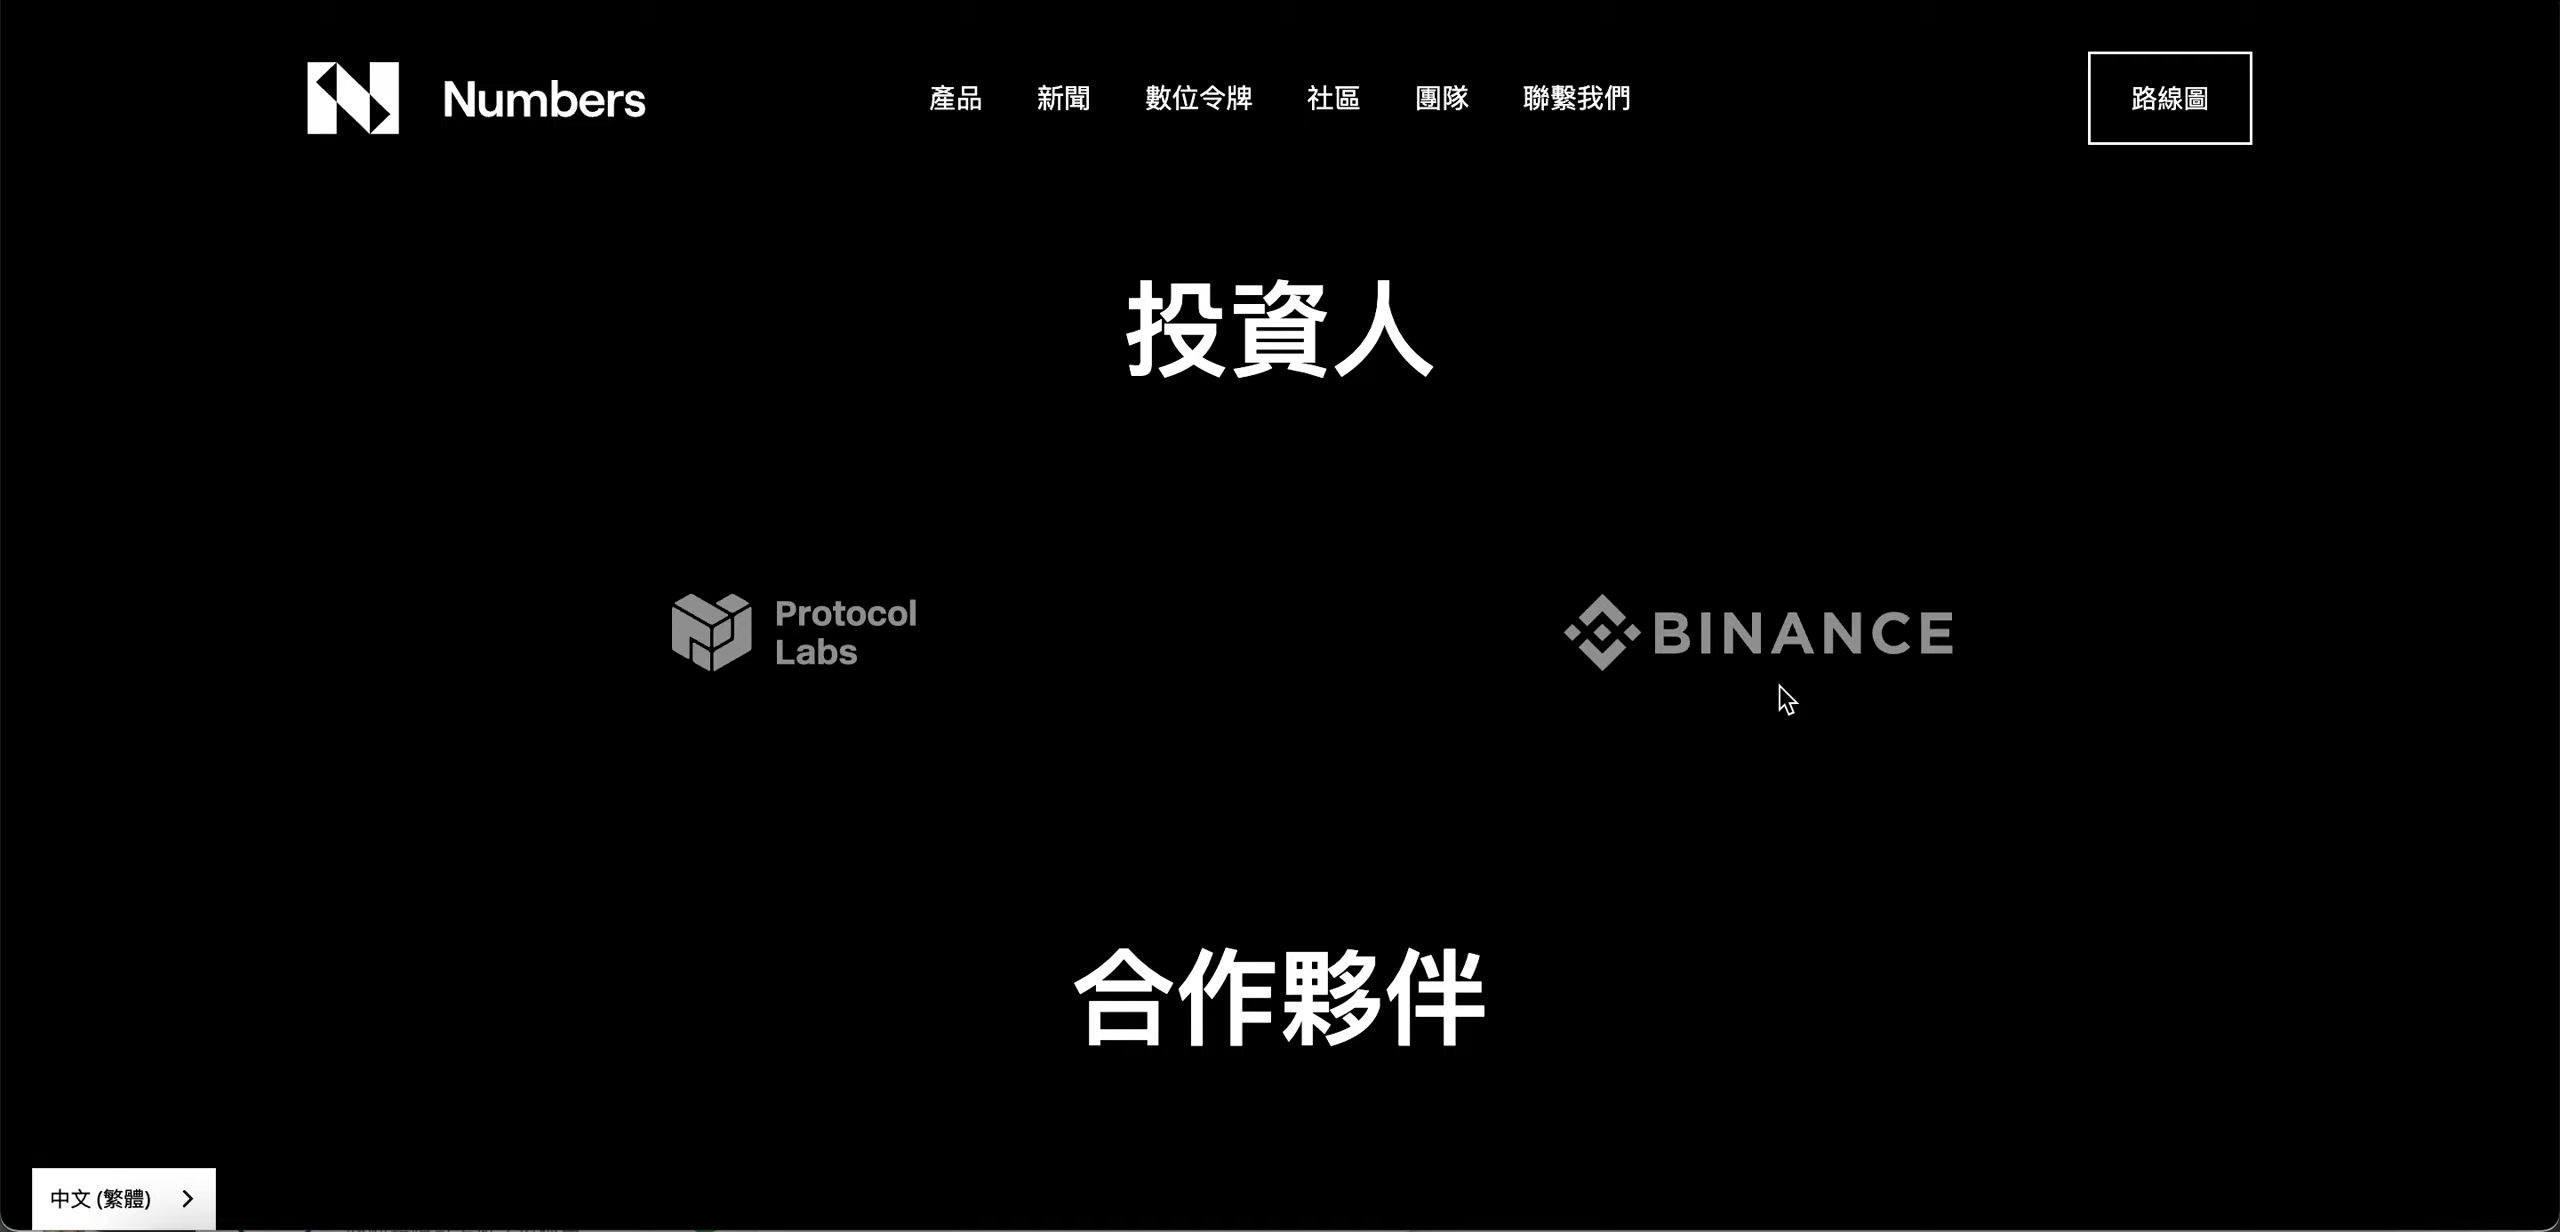 Numbers
產品 新聞 數位令牌 社區 團隊 聯繫我們
路線圖
投資人
Protocol
Labs
BINANCE
合作夥伴
中文 (繁體)